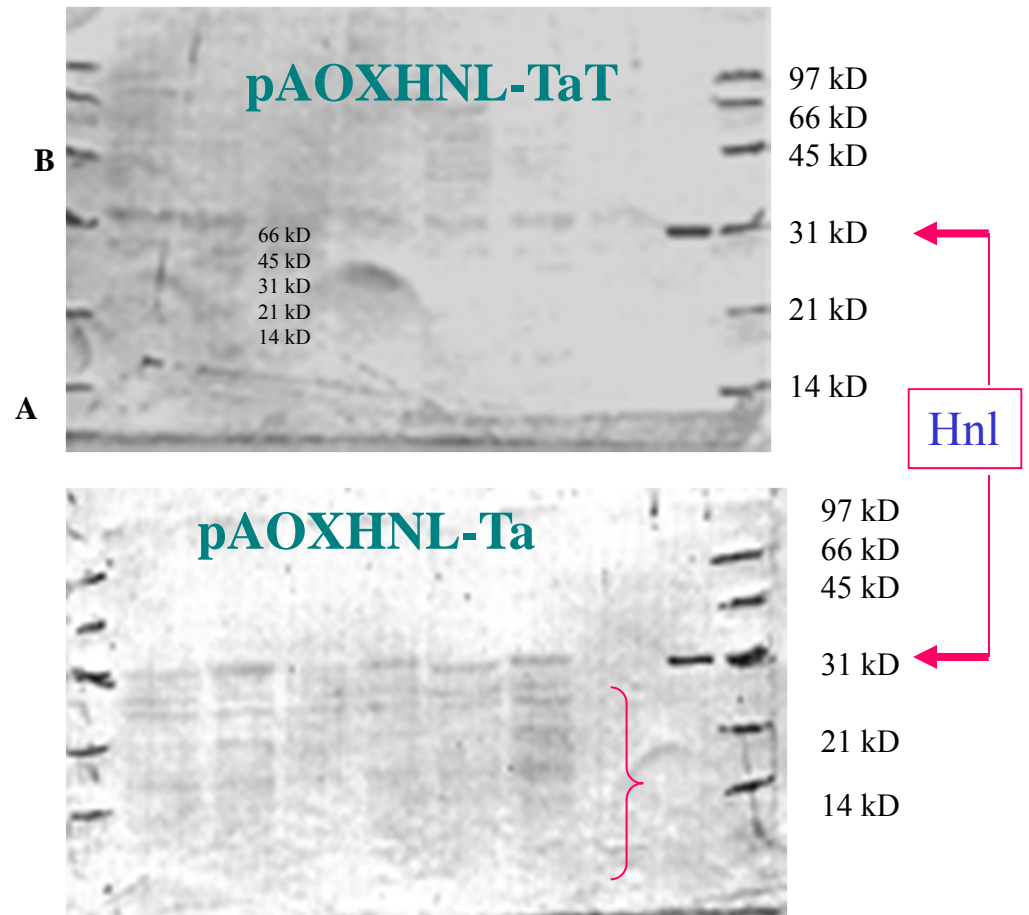 pAOXHNL-TaT
97 kD
66 kD
B
45 kD
66 kD
31 kD
45 kD
31 kD
21 kD
21 kD
14 kD
14 kD
A
Hnl
pAOXHNL-Ta
97 kD
66 kD
45 kD
31 kD
21 kD
14 kD